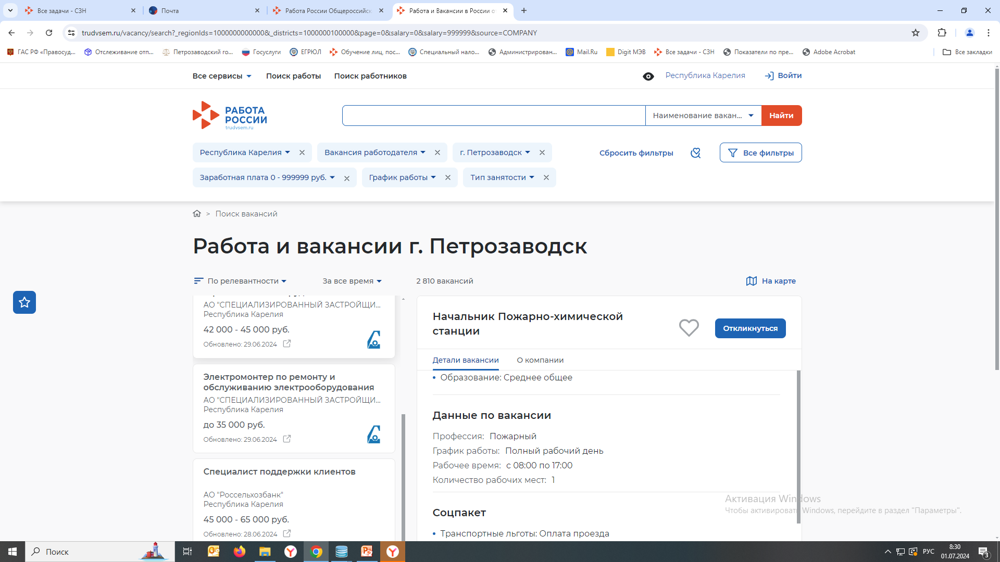 Все задачи - СЗН
Почта
Работа России Общероссийск
Работа и Вакансии в России о
trudvsem.ru/vacancy/search?_regionIds=1000000000000&_districts=1000000100000&page=0&salary=0&salary=999999&source=COMPANY
ГАС РФ «Правосуд...
Отслеживание отп...
Петрозаводский го...
Госуслуги
ЕГРЮЛ
Обучение лиц, пос...
Специальный нало...
Администрирован...
Mail.Ru
Digit МЭВ
Все задачи - СЗН
Показатели по пре...
Adobe Acrobat
Все закладки
Все сервисы
Поиск работы
Поиск работников
Республика Карелия
Войти
РАБОТА
РОССИИ
trudvsem.ru
Наименование вакан...
Найти
Республика Карелия
Вакансия работодателя
г. Петрозаводск
Сбросить фильтры
Все фильтры
Заработная плата 0 - 999999 руб.
График работы
Тип занятости
> Поиск вакансий
Работа и вакансии г. Петрозаводск
По релевантности
За все время
2 810 вакансий
На карте
АО "СПЕЦИАЛИЗИРОВАННЫЙ ЗАСТРОЙЩИ...
Республика Карелия
42 000 - 45 000 руб.
Обновлено: 29.06.2024
Электромонтер по ремонту и
обслуживанию электрооборудования
АО "СПЕЦИАЛИЗИРОВАННЫЙ ЗАСТРОЙЩИ...
Республика Карелия
до 35 000 руб.
Обновлено: 29.06.2024
Специалист поддержки клиентов
АО "Россельхозбанк"
Республика Карелия
45 000 - 65 000 руб.
Обновлено: 28.06.2024
Начальник Пожарно-химической
станции
Откликнуться
Детали вакансии
О компании
• Образование: Среднее общее
Данные по вакансии
Профессия: Пожарный
График работы: Полный рабочий день
Рабочее время: с 08:00 по 17:00
Количество рабочих мест: 1
Соцпакет
• Транспортные льготы: Оплата проезда
Активация Windows
Чтобы активировать Windows, перейдите в раздел "Параметры".
Поиск
РУС
8:30
01.07.2024
3